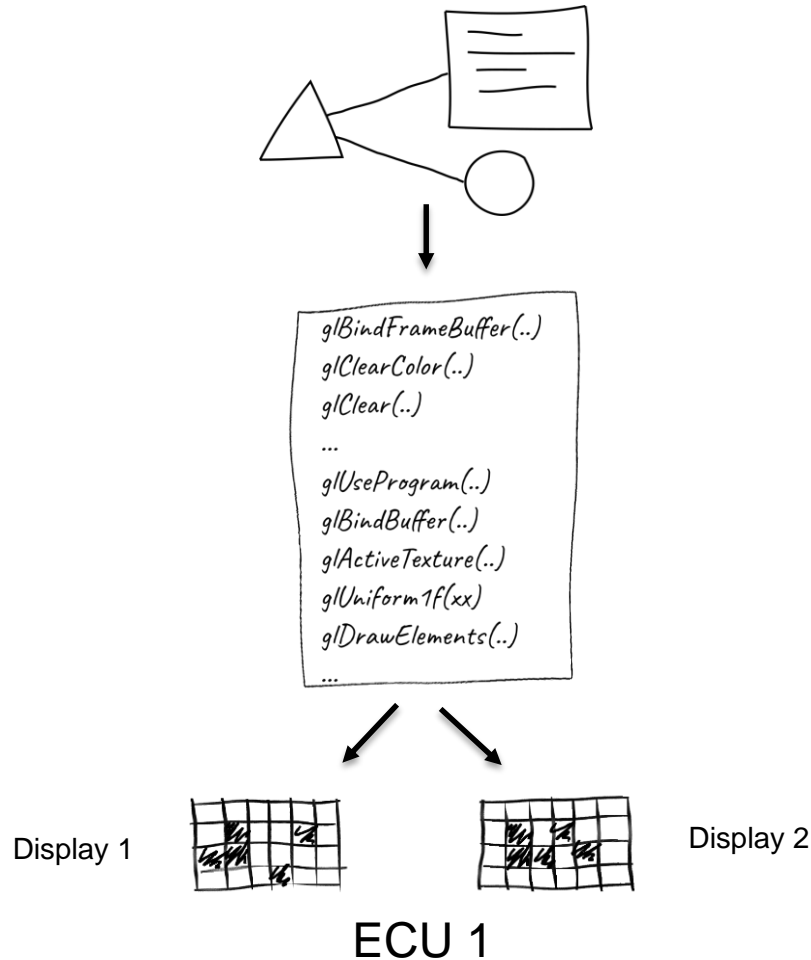 glBindFrameBuffer(..)
glClearColor(..)
glClear(..)
...
glUseProgram(..)
glBindBuffer(..)
glActiveTexture(..)
glUniform1f(xx)
glDrawElements(..)
...
Display 1
Display 2
ECU 1